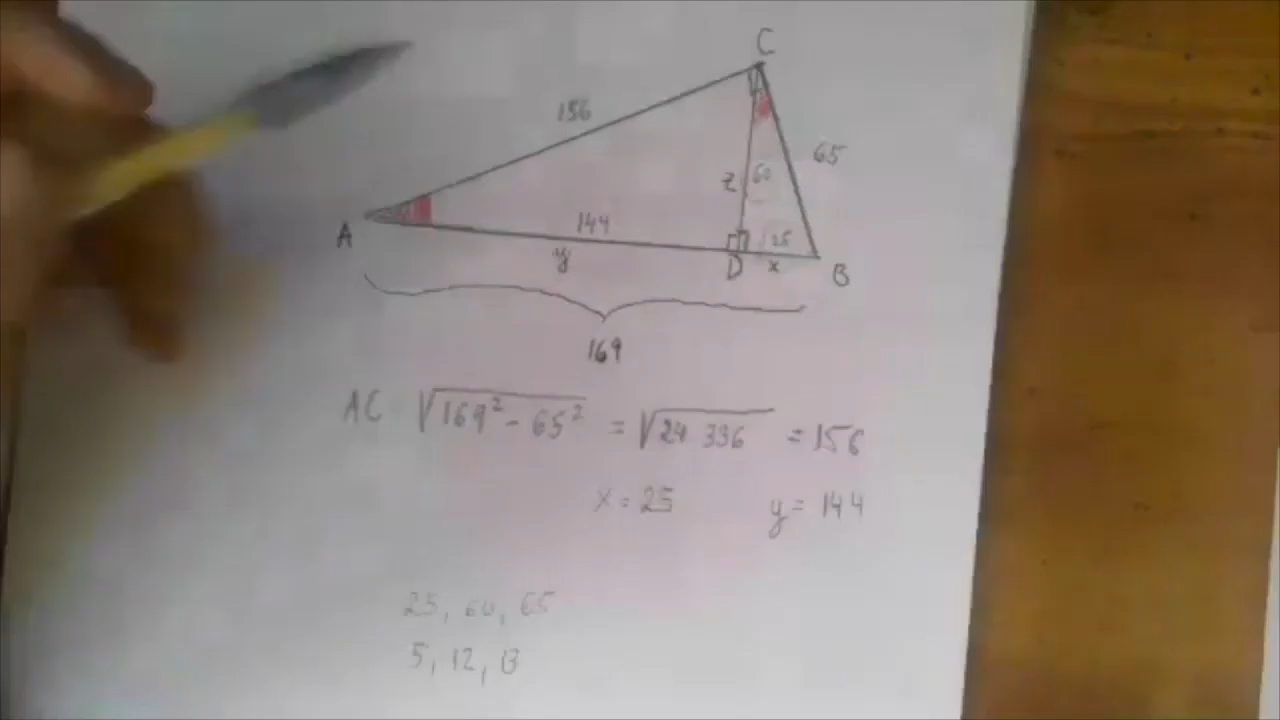 C
156
65
z 60
A
144
25
y
D
x
B
169
AC √169² - 65² = √24 336 = 156
x = 25 y = 144
25, 60, 65
5, 12, 13